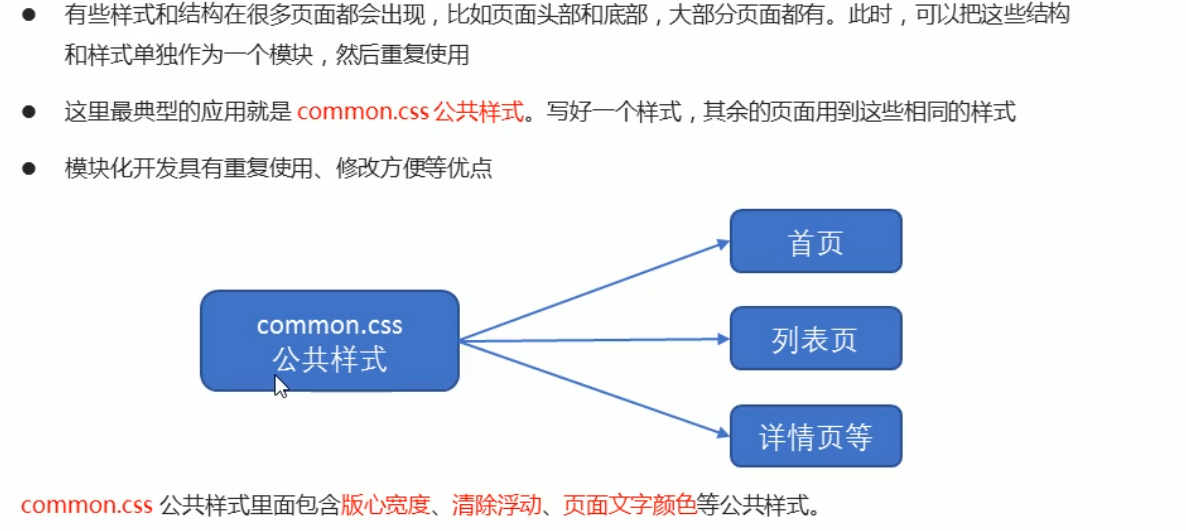 ● 有些样式和结构在很多页面都会出现，比如页面头部和底部，大部分页面都有。此时，可以把这些结构
和样式单独作为一个模块，然后重复使用
● 这里最典型的应用就是 common.css 公共样式。写好一个样式，其余的页面用到这些相同的样式
● 模块化开发具有重复使用、修改方便等优点
首页
common.css
公共样式
列表页
详情页等
common.css 公共样式里面包含版心宽度、清除浮动、页面文字颜色等公共样式。